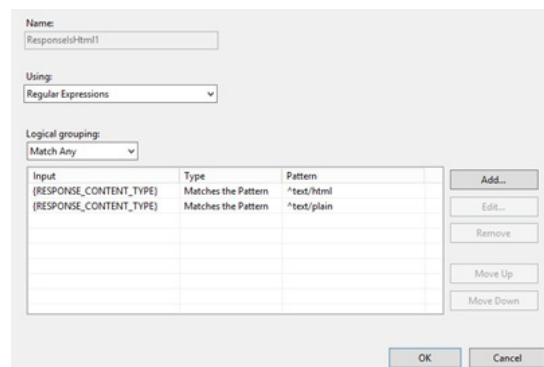 Name:
ResponseIsHtml1
Using:
Regular Expressions
Logical grouping:
Match Any
Input Type Pattern
{RESPONSE_CONTENT_TYPE} Matches the Pattern ^text/html
{RESPONSE_CONTENT_TYPE} Matches the Pattern ^text/plain
Add...
Edit...
Remove
Move Up
Move Down
OK Cancel